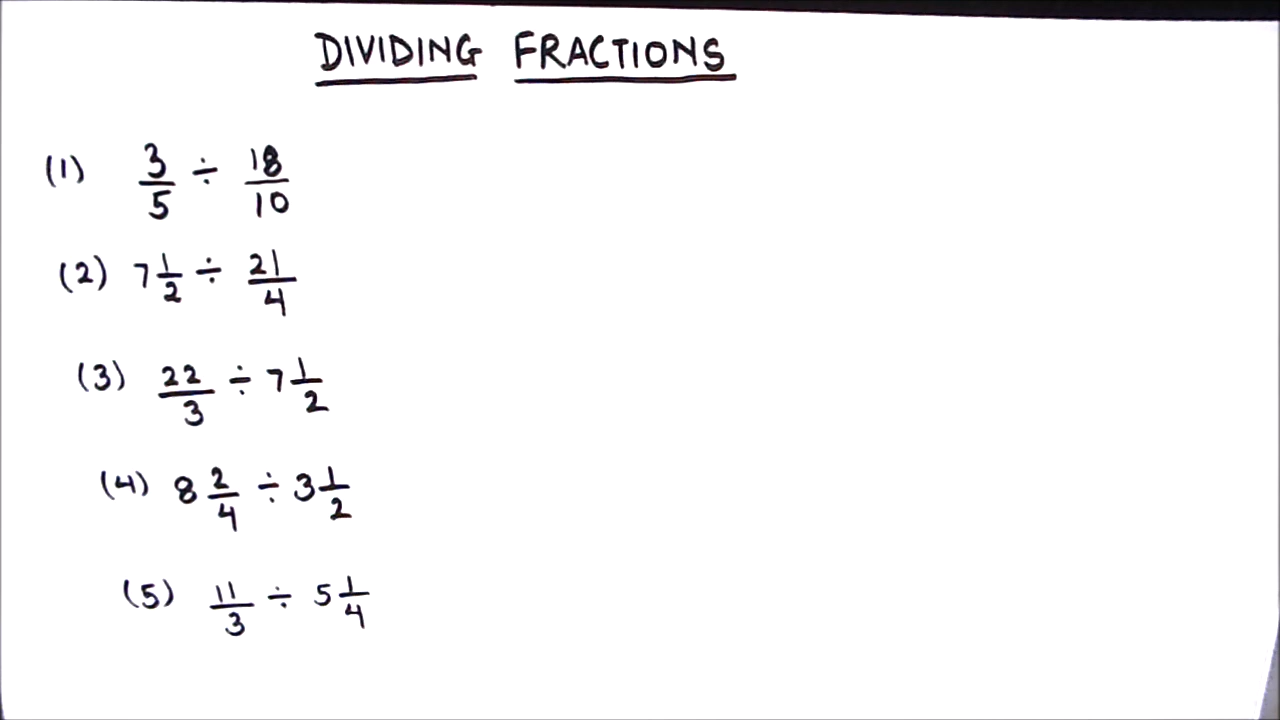 DIVIDING FRACTIONS
(1) 3/5 ÷ 18/10
(2) 7 1/2 ÷ 21/4
(3) 22/3 ÷ 7 1/2
(4) 8 2/4 ÷ 3 1/2
(5) 11/3 ÷ 5 1/4